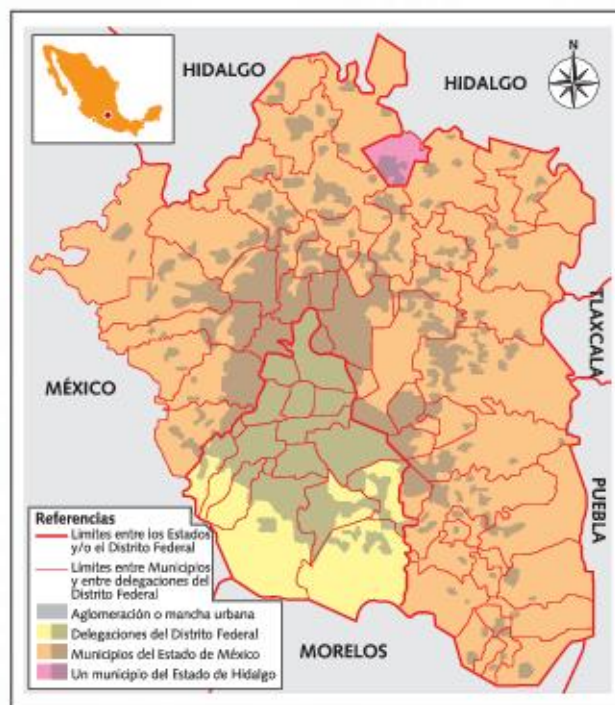 HIDALGO
HIDALGO
N
TLAXCALA
MÉXICO
PUEBLA
Referencias
Límites entre los Estados
y/o el Distrito Federal
Límites entre Municipios
y entre delegaciones del
Distrito Federal
Aglomeración o mancha urbana
Delegaciones del Distrito Federal
Municipios del Estado de México
Un municipio del Estado de Hidalgo
MORELOS